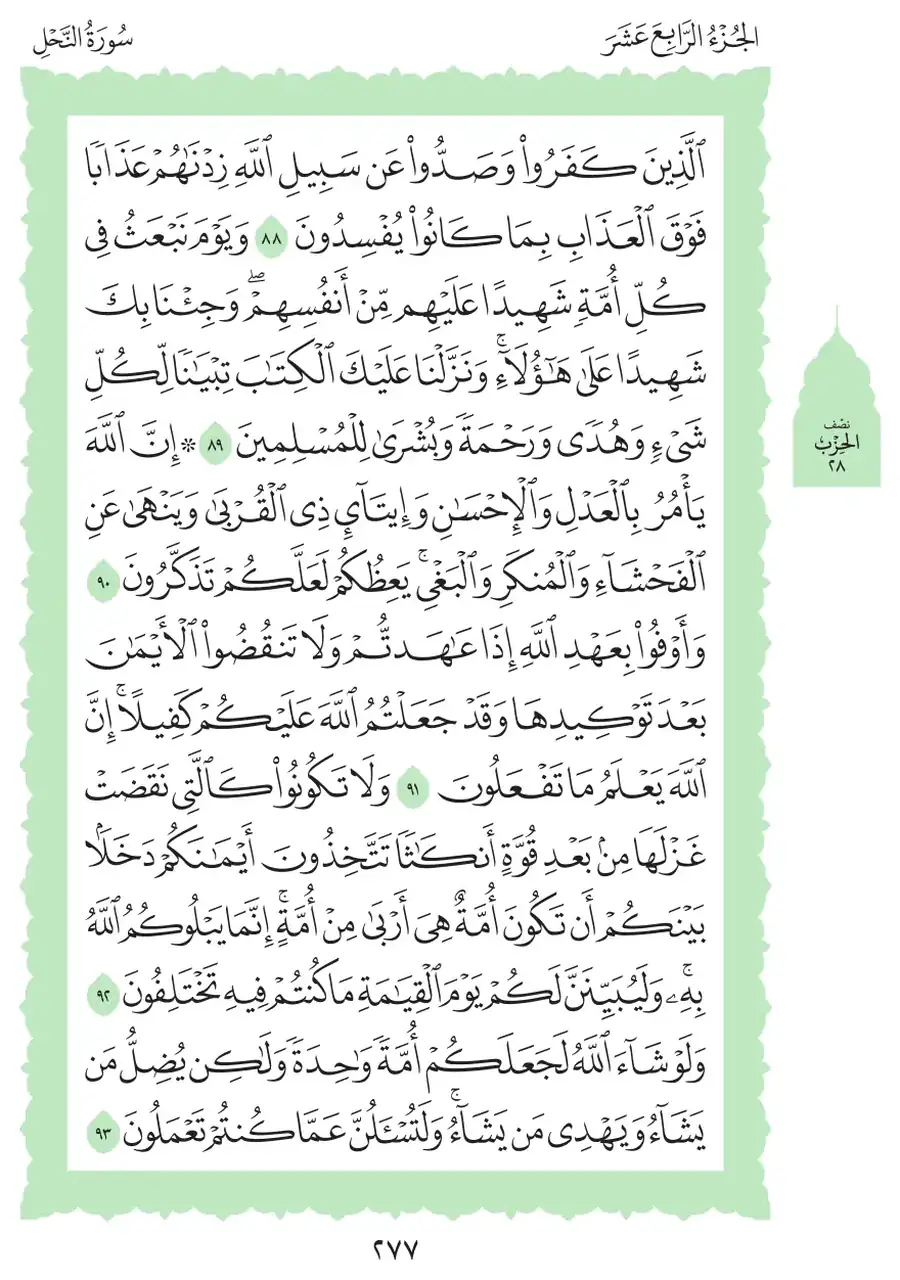 الجُزْءُ الرَّابِعَ عَشَرَ
سُورَةُ النَّحْلِ
ٱلَّذِينَ كَفَرُواْ وَصَدُّواْ عَن سَبِيلِ ٱللَّهِ زِدْنَٰهُمْ عَذَابٗا
فَوْقَ ٱلْعَذَابِ بِمَا كَانُواْ يُفْسِدُونَ ٨٨ وَيَوْمَ نَبْعَثُ فِي
كُلِّ أُمَّةٖ شَهِيدًا عَلَيْهِم مِّنْ أَنفُسِهِمْۖ وَجِئْنَا بِكَ
شَهِيدًا عَلَىٰ هَٰٓؤُلَآءِۚ وَنَزَّلْنَا عَلَيْكَ ٱلْكِتَٰبَ تِبْيَٰنٗا لِّكُلِّ
شَيْءٖ وَهُدٗى وَرَحْمَةٗ وَبُشْرَىٰ لِلْمُسْلِمِينَ ٨٩ ۞ إِنَّ ٱللَّهَ
يَأْمُرُ بِٱلْعَدْلِ وَٱلْإِحْسَٰنِ وَإِيتَآيِٕ ذِي ٱلْقُرْبَىٰ وَيَنْهَىٰ عَنِ
ٱلْفَحْشَآءِ وَٱلْمُنكَرِ وَٱلْبَغْيِۚ يَعِظُكُمْ لَعَلَّكُمْ تَذَكَّرُونَ ٩٠
وَأَوْفُواْ بِعَهْدِ ٱللَّهِ إِذَا عَٰهَدتُّمْ وَلَا تَنقُضُواْ ٱلْأَيْمَٰنَ
بَعْدَ تَوْكِيدِهَا وَقَدْ جَعَلْتُمُ ٱللَّهَ عَلَيْكُمْ كَفِيلًاۚ إِنَّ
ٱللَّهَ يَعْلَمُ مَا تَفْعَلُونَ ٩١ وَلَا تَكُونُواْ كَٱلَّتِي نَقَضَتْ
غَزْلَهَا مِنۢ بَعْدِ قُوَّةٍ أَنكَٰثٗا تَتَّخِذُونَ أَيْمَٰنَكُمْ دَخَلَۢا
بَيْنَكُمْ أَن تَكُونَ أُمَّةٌ هِيَ أَرْبَىٰ مِنْ أُمَّةٍۚ إِنَّمَا يَبْلُوكُمُ ٱللَّهُ
بِهِۦۚ وَلَيُبَيِّنَنَّ لَكُمْ يَوْمَ ٱلْقِيَٰمَةِ مَا كُنتُمْ فِيهِ تَخْتَلِفُونَ ٩٢
وَلَوْ شَآءَ ٱللَّهُ لَجَعَلَكُمْ أُمَّةٗ وَٰحِدَةٗ وَلَٰكِن يُضِلُّ مَن
يَشَآءُ وَيَهْدِي مَن يَشَآءُۚ وَلَتُسْـَٔلُنَّ عَمَّا كُنتُمْ تَعْمَلُونَ ٩٣
نِصْف
الحِزْبِ
٢٨
٢٧٧